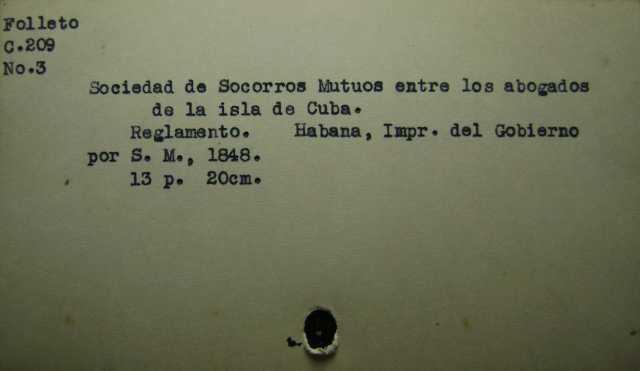 Folleto
C.209
No.3
Sociedad de Socorros Mutuos entre los abogados
de la isla de Cuba.
Reglamento. Habana, Impr. del Gobierno
por S. M., 1848.
13 p. 20cm.